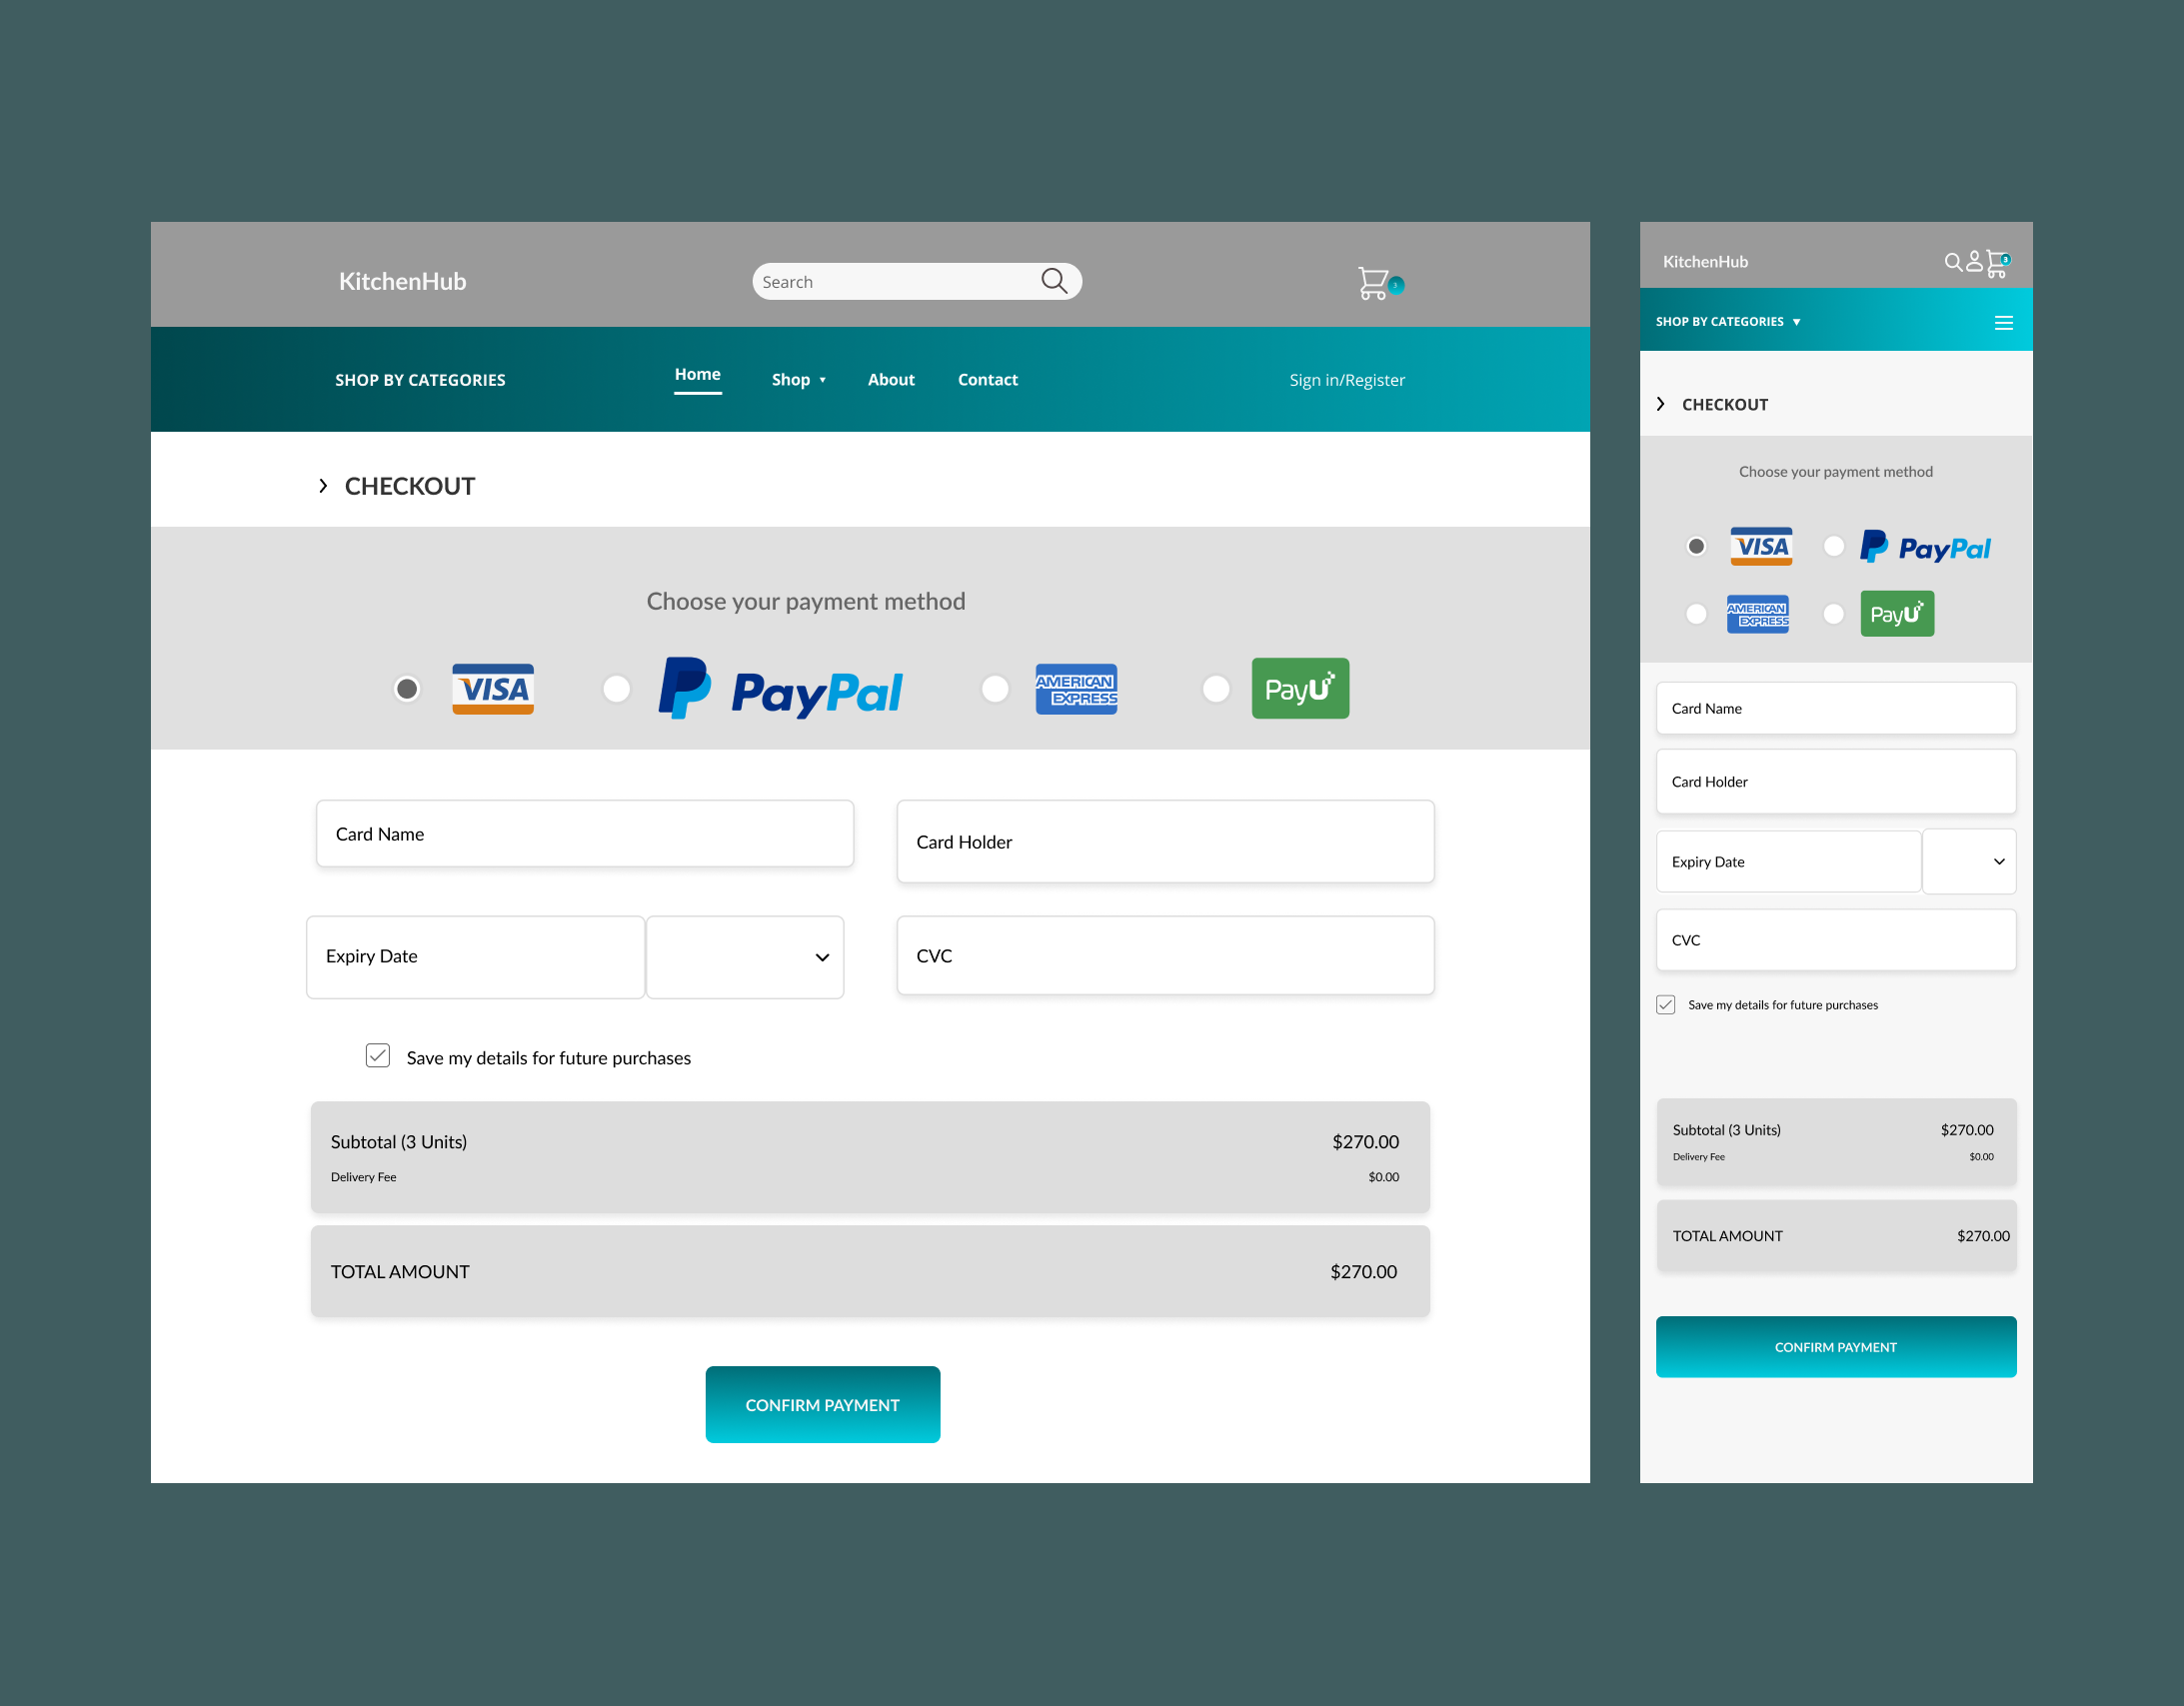 KitchenHub
Search
3
SHOP BY CATEGORIES
Home
Shop
About
Contact
Sign in/Register
CHECKOUT
Choose your payment method
VISA
PayPal
AMERICAN
EXPRESS
PayU
Card Name
Card Holder
Expiry Date
CVC
Save my details for future purchases
Subtotal (3 Units) $270.00
Delivery Fee $0.00
TOTAL AMOUNT $270.00
CONFIRM PAYMENT
KitchenHub
3
SHOP BY CATEGORIES
CHECKOUT
Choose your payment method
VISA
PayPal
AMERICAN
EXPRESS
PayU
Card Name
Card Holder
Expiry Date
CVC
Save my details for future purchases
Subtotal (3 Units) $270.00
Delivery Fee $0.00
TOTAL AMOUNT $270.00
CONFIRM PAYMENT